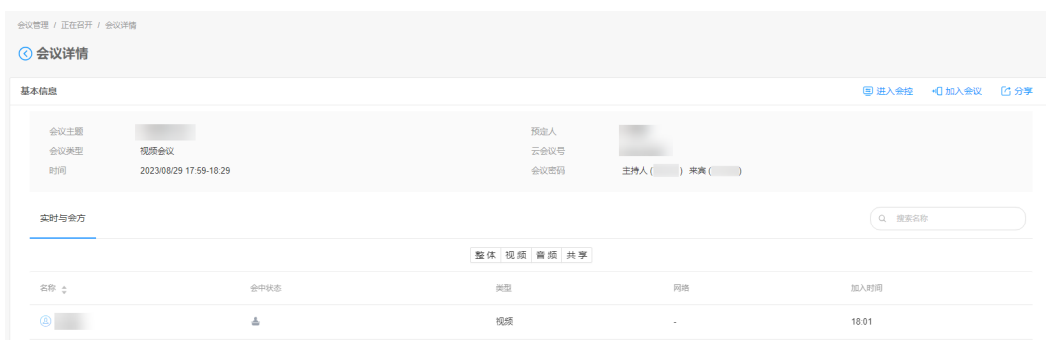 会议管理 / 正在召开 / 会议详情
会议详情
基本信息 进入会控 加入会议 分享
会议主题 预定人
会议类型 视频会议 云会议号
时间 2023/08/29 17:59-18:29 会议密码 主持人 ( ) 来宾 ( )
实时与会方 搜索名称
整体 视频 音频 共享
名称 会中状态 类型 网络 加入时间
视频 - 18:01